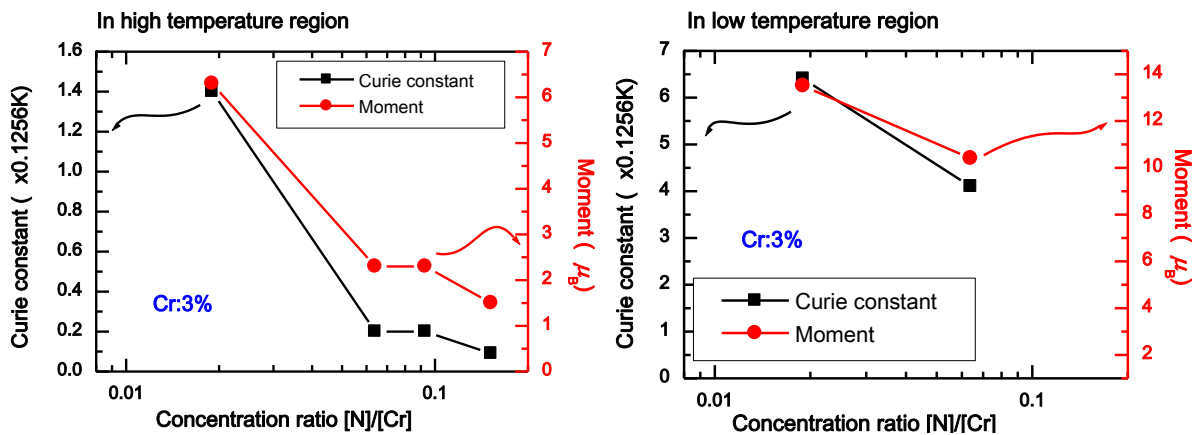 In high temperature region
1.6
1.4
1.2
1.0
0.8
0.6
0.4
0.2
0.0
Curie constant ( x0.1256K)
0.01
0.1
Concentration ratio [N]/[Cr]
7
6
5
4
3
2
1
0
Moment ( μB)
Curie constant
Moment
Cr:3%
In low temperature region
7
6
5
4
3
2
1
0
Curie constant ( x0.1256K)
0.01
0.1
Concentration ratio [N]/[Cr]
14
12
10
8
6
4
2
Moment ( μB)
Cr:3%
Curie constant
Moment